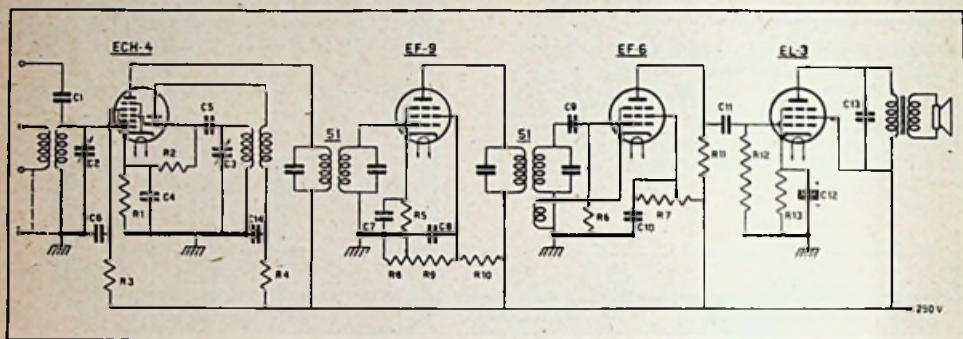 ECH-4
EF-9
EF-6
EL-3
C1
C2
C5
R2
C3
C4
R1
C6
C14
R3
R4
S1
C7
R5
C8
R8
R9
R10
S1
C9
R6
C10
R7
R11
C11
R12
R13
C12
C13
250V